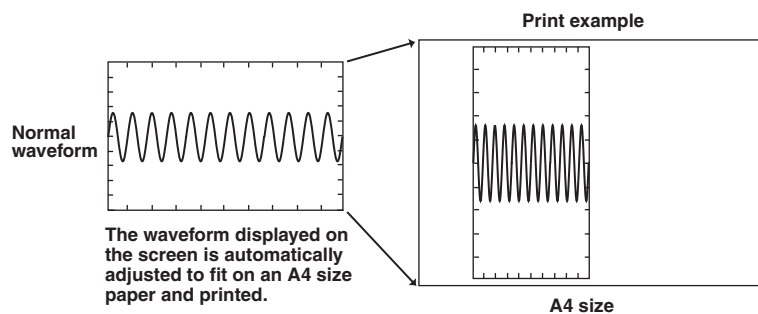 Print example
Normal
waveform
The waveform displayed on
the screen is automatically
adjusted to fit on an A4 size
paper and printed.
A4 size